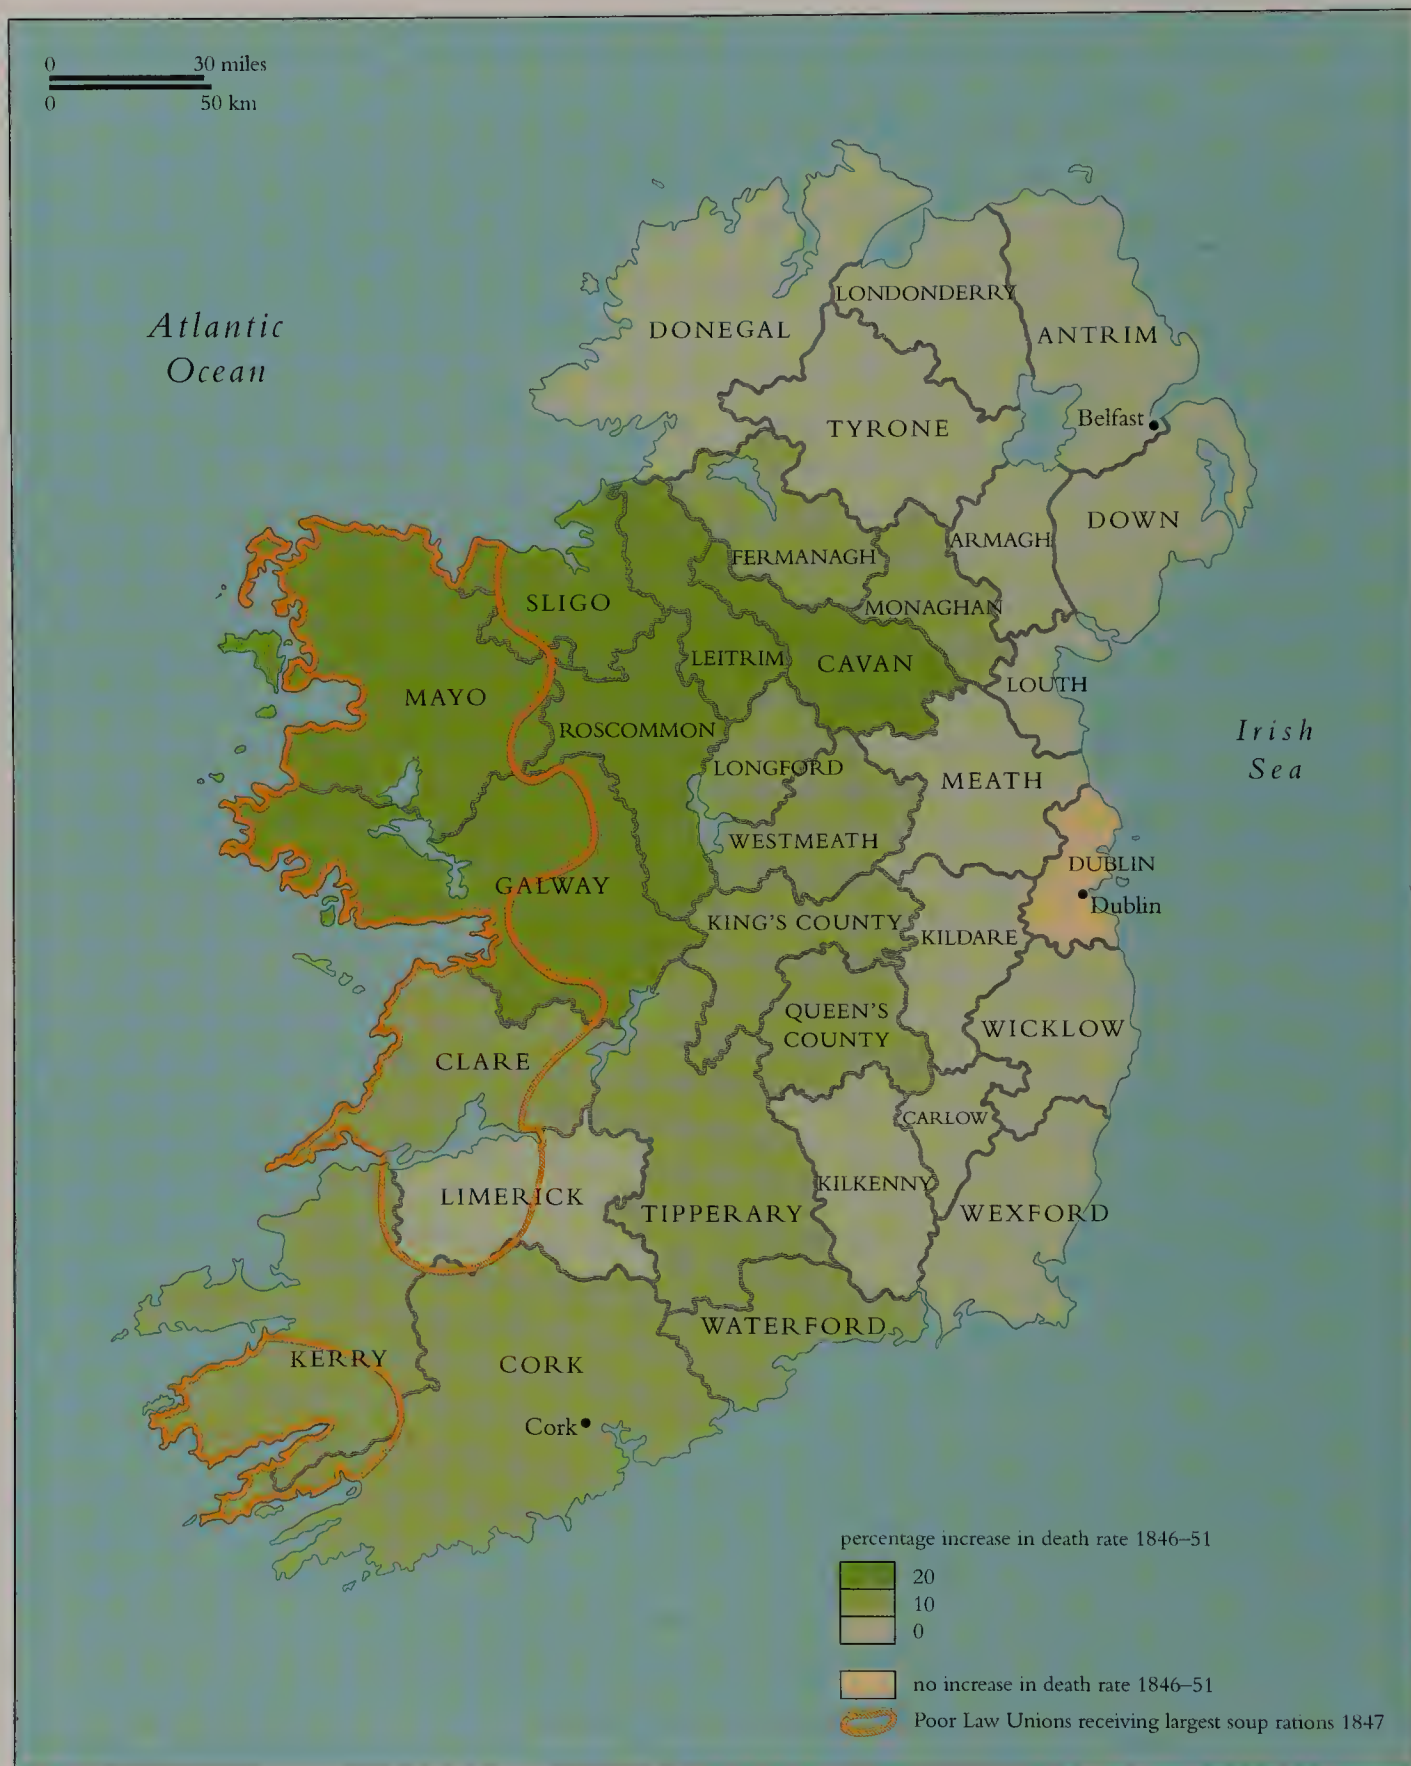 0 30 miles
0 50 km
Atlantic
Ocean
LONDONDERRY
DONEGAL
ANTRIM
Belfast
TYRONE
DOWN
ARMAGH
FERMANAGH
SLIGO
MONAGHAN
LEITRIM
CAVAN
LOUTH
MAYO
ROSCOMMON
Irish
Sea
LONGFORD
MEATH
WESTMEATH
DUBLIN
GALWAY
Dublin
KING'S COUNTY
KILDARE
QUEEN'S
COUNTY
WICKLOW
CLARE
CARLOW
LIMERICK
KILKENNY
TIPPERARY
WEXFORD
WATERFORD
KERRY
CORK
Cork
percentage increase in death rate 1846–51
20
10
0
no increase in death rate 1846–51
Poor Law Unions receiving largest soup rations 1847